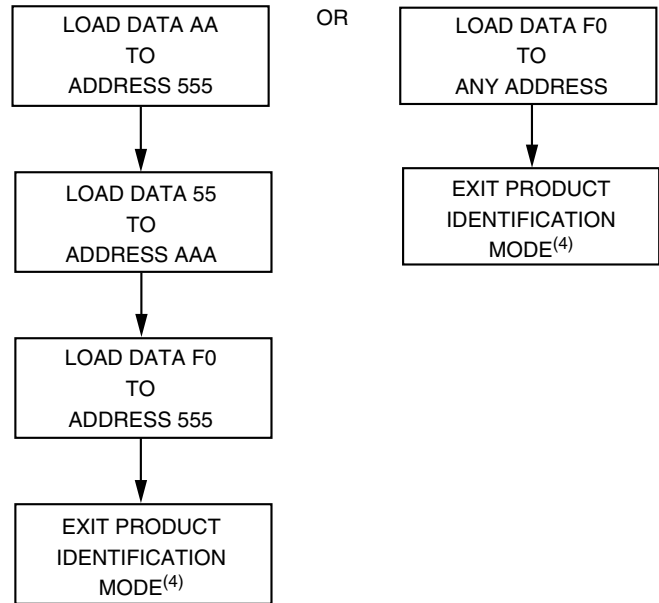 LOAD DATA AA
TO
ADDRESS 555
LOAD DATA 55
TO
ADDRESS AAA
LOAD DATA F0
TO
ADDRESS 555
EXIT PRODUCT
IDENTIFICATION
MODE(4)
OR
LOAD DATA F0
TO
ANY ADDRESS
EXIT PRODUCT
IDENTIFICATION
MODE(4)